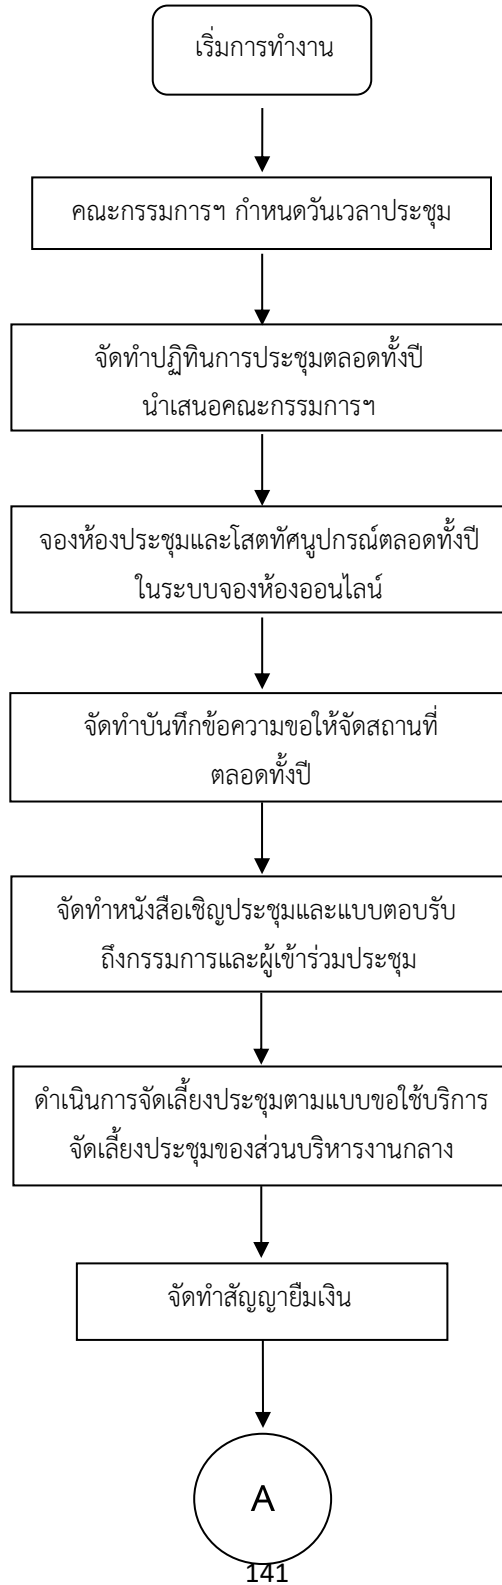 เริ่มการทำงาน
คณะกรรมการฯ กำหนดวันเวลาประชุม
จัดทำปฏิทินการประชุมตลอดทั้งปี
นำเสนอคณะกรรมการฯ
จองห้องประชุมและโสตทัศนูปกรณ์ตลอดทั้งปี
ในระบบจองห้องออนไลน์
จัดทำบันทึกข้อความขอให้จัดสถานที่
ตลอดทั้งปี
จัดทำหนังสือเชิญประชุมและแบบตอบรับ
ถึงกรรมการและผู้เข้าร่วมประชุม
ดำเนินการจัดเลี้ยงประชุมตามแบบขอใช้บริการ
จัดเลี้ยงประชุมของส่วนบริหารงานกลาง
จัดทำสัญญายืมเงิน
A
141